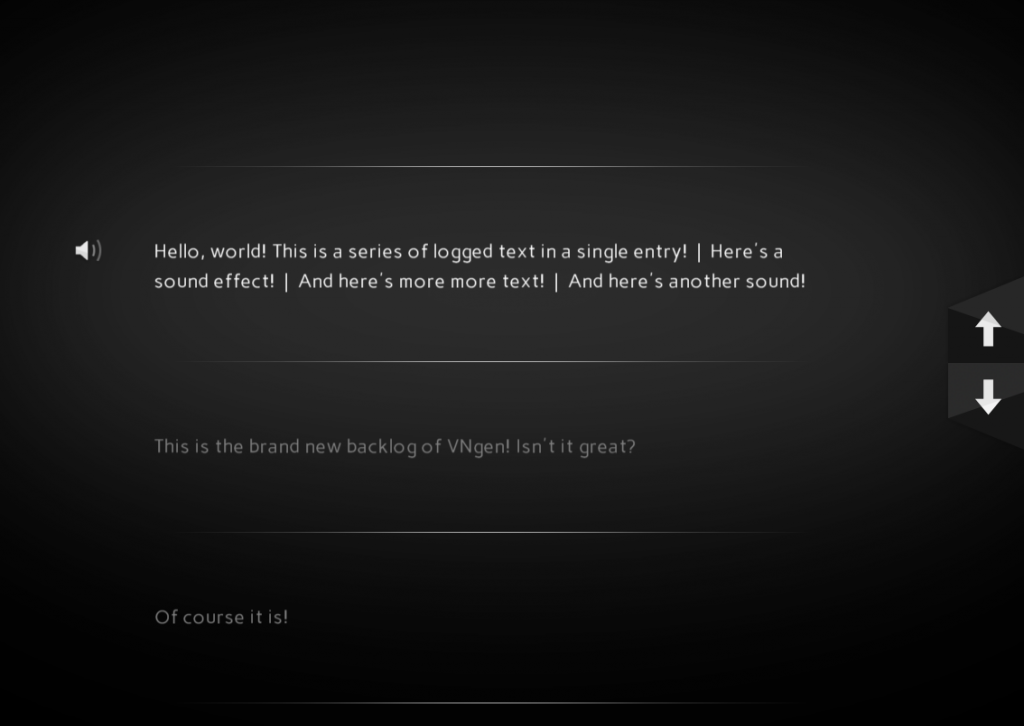 Hello, world! This is a series of logged text in a single entry! | Here's a
sound effect! | And here's more more text! | And here's another sound!
This is the brand new backlog of VNgen! Isn't it great?
Of course it is!